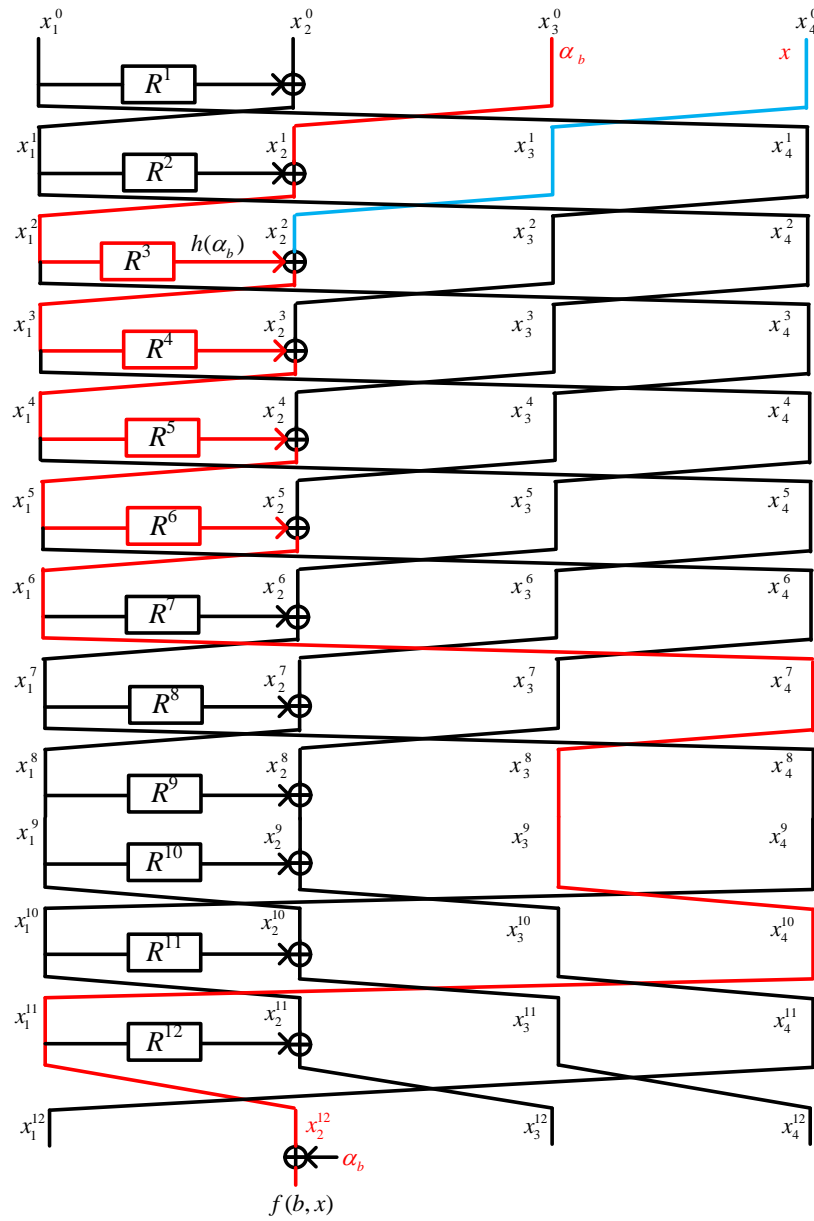 x_1^0 x_2^0 x_3^0 x_4^0
α_b x
R^1
x_1^1 x_2^1 x_3^1 x_4^1
R^2
x_1^2 x_2^2 x_3^2 x_4^2
h(α_b)
R^3
x_1^3 x_2^3 x_3^3 x_4^3
R^4
x_1^4 x_2^4 x_3^4 x_4^4
R^5
x_1^5 x_2^5 x_3^5 x_4^5
R^6
x_1^6 x_2^6 x_3^6 x_4^6
R^7
x_1^7 x_2^7 x_3^7 x_4^7
R^8
x_1^8 x_2^8 x_3^8 x_4^8
R^9
x_1^9 x_2^9 x_3^9 x_4^9
R^10
x_1^10 x_2^10 x_3^10 x_4^10
R^11
x_1^11 x_2^11 x_3^11 x_4^11
R^12
x_1^12 x_2^12 x_3^12 x_4^12
α_b
f(b, x)